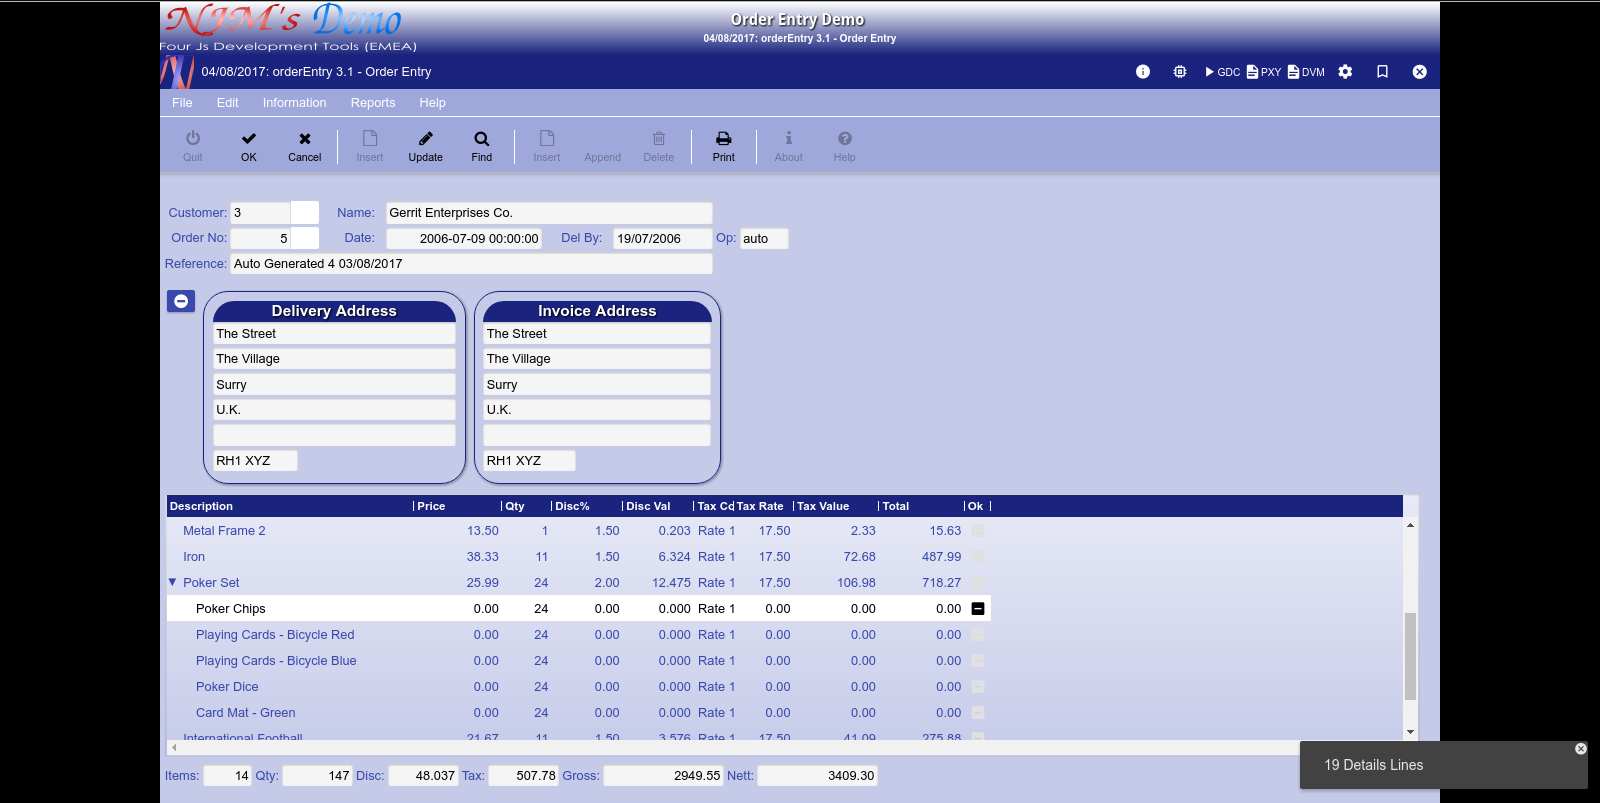 NJM's Demo
Four Js Development Tools (EMEA)
Order Entry Demo
04/08/2017: orderEntry 3.1 - Order Entry
04/08/2017: orderEntry 3.1 - Order Entry GDC PXY DVM
File Edit Information Reports Help
Quit OK Cancel Insert Update Find Insert Append Delete Print About Help
Customer: 3 Name: Gerrit Enterprises Co.
Order No: 5 Date: 2006-07-09 00:00:00 Del By: 19/07/2006 Op: auto
Reference: Auto Generated 4 03/08/2017
Delivery Address Invoice Address
The Street The Street
The Village The Village
Surry Surry
U.K. U.K.
RH1 XYZ RH1 XYZ
Description Price Qty Disc% Disc Val Tax Co Tax Rate Tax Value Total Ok
Metal Frame 2 13.50 1 1.50 0.203 Rate 1 17.50 2.33 15.63
Iron 38.33 11 1.50 6.324 Rate 1 17.50 72.68 487.99
Poker Set 25.99 24 2.00 12.475 Rate 1 17.50 106.98 718.27
Poker Chips 0.00 24 0.00 0.000 Rate 1 0.00 0.00 0.00
Playing Cards - Bicycle Red 0.00 24 0.00 0.000 Rate 1 0.00 0.00 0.00
Playing Cards - Bicycle Blue 0.00 24 0.00 0.000 Rate 1 0.00 0.00 0.00
Poker Dice 0.00 24 0.00 0.000 Rate 1 0.00 0.00 0.00
Card Mat - Green 0.00 24 0.00 0.000 Rate 1 0.00 0.00 0.00
International Football 21.67 11 1.50 3.576 Rate 1 17.50 41.09 275.88
Items: 14 Qty: 147 Disc: 48.037 Tax: 507.78 Gross: 2949.55 Nett: 3409.30
19 Details Lines